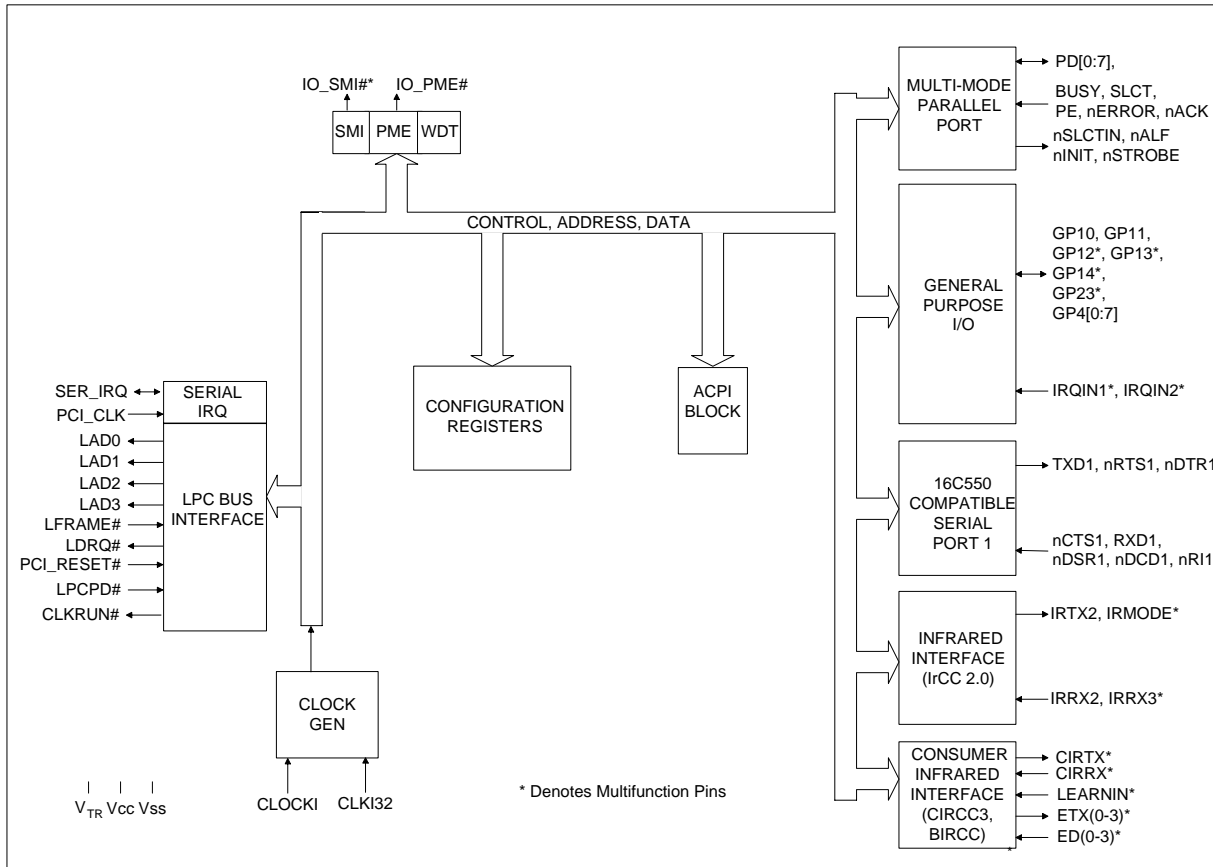 IO_SMI#* IO_PME#
SMI PME WDT
CONTROL, ADDRESS, DATA
MULTI-MODE
PARALLEL
PORT
PD[0:7],
BUSY, SLCT,
PE, nERROR, nACK
nSLCTIN, nALF
nINIT, nSTROBE
GENERAL
PURPOSE
I/O
GP10, GP11,
GP12*, GP13*,
GP14*,
GP23*,
GP4[0:7]
IRQIN1*, IRQIN2*
SER_IRQ
PCI_CLK
SERIAL
IRQ
LAD0
LAD1
LAD2
LAD3
LFRAME#
LDRQ#
PCI_RESET#
LPCPD#
CLKRUN#
LPC BUS
INTERFACE
CONFIGURATION
REGISTERS
ACPI
BLOCK
16C550
COMPATIBLE
SERIAL
PORT 1
TXD1, nRTS1, nDTR1
nCTS1, RXD1,
nDSR1, nDCD1, nRI1
INFRARED
INTERFACE
(IrCC 2.0)
IRTX2, IRMODE*
IRRX2, IRRX3*
CLOCK
GEN
CLOCKI CLKI32
CONSUMER
INFRARED
INTERFACE
(CIRCC3,
BIRCC)
*
CIRTX*
CIRRX*
LEARNIN*
ETX(0-3)*
ED(0-3)*
VTR Vcc Vss
* Denotes Multifunction Pins